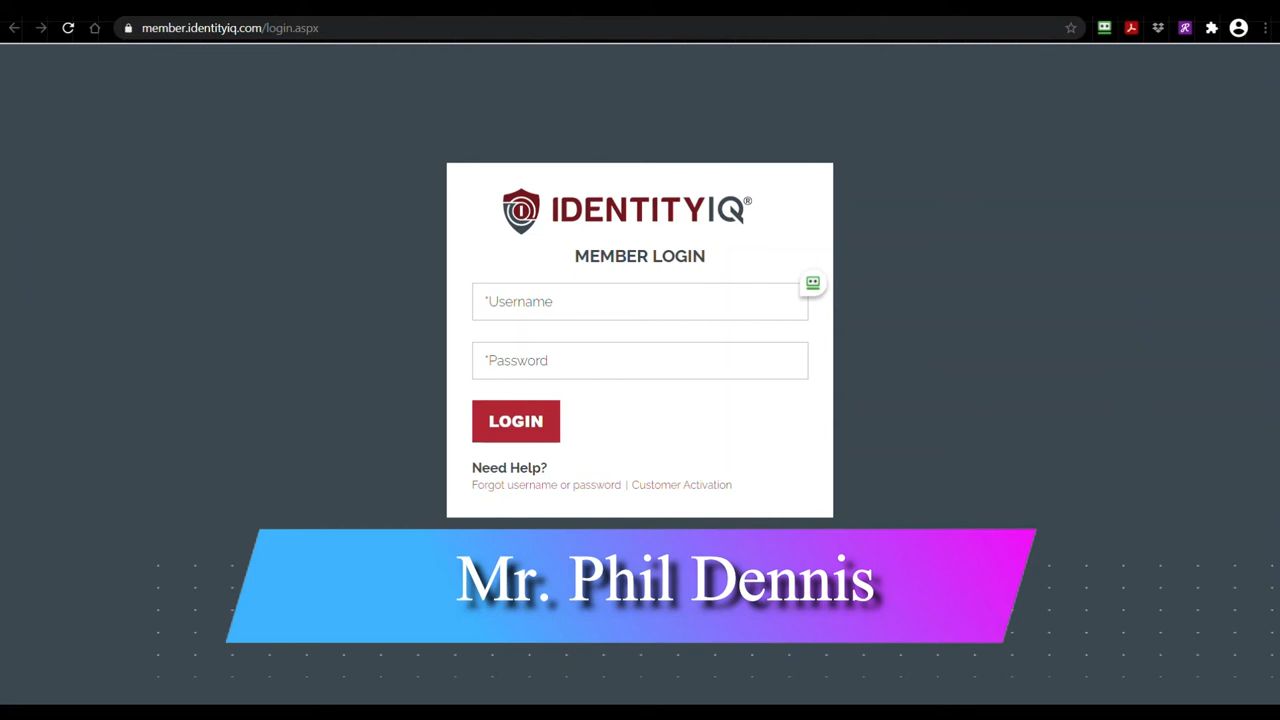 member.identityiq.com/login.aspx
IDENTITYIQ®
MEMBER LOGIN
*Username
*Password
LOGIN
Need Help?
Forgot username or password | Customer Activation
Mr. Phil Dennis